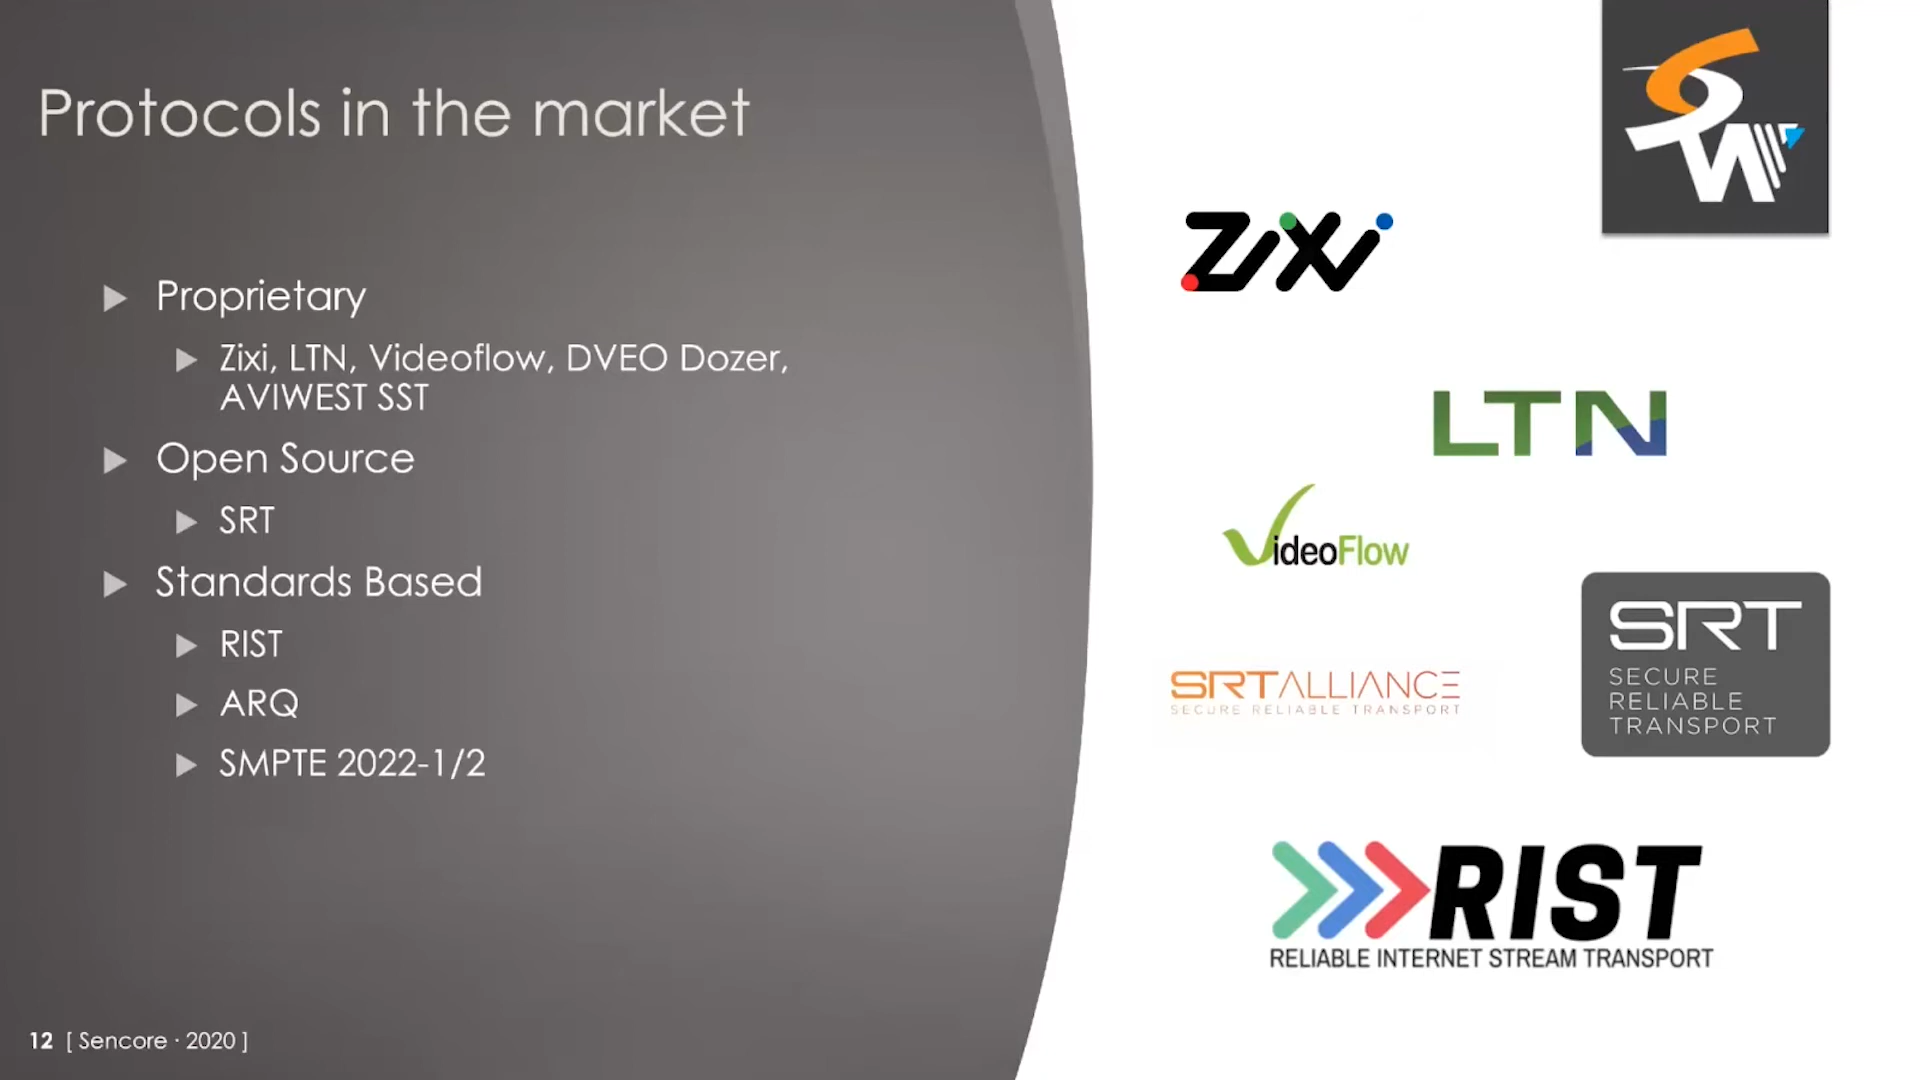 Protocols in the market
Proprietary
Zixi, LTN, Videoflow, DVEO Dozer,
AVIWEST SST
Open Source
SRT
Standards Based
RIST
ARQ
SMPTE 2022-1/2
12 [ Sencore · 2020 ]
ZiXi
LTN
VideoFlow
SRTALLIANCE
SECURE RELIABLE TRANSPORT
SRT
SECURE
RELIABLE
TRANSPORT
RIST
RELIABLE INTERNET STREAM TRANSPORT